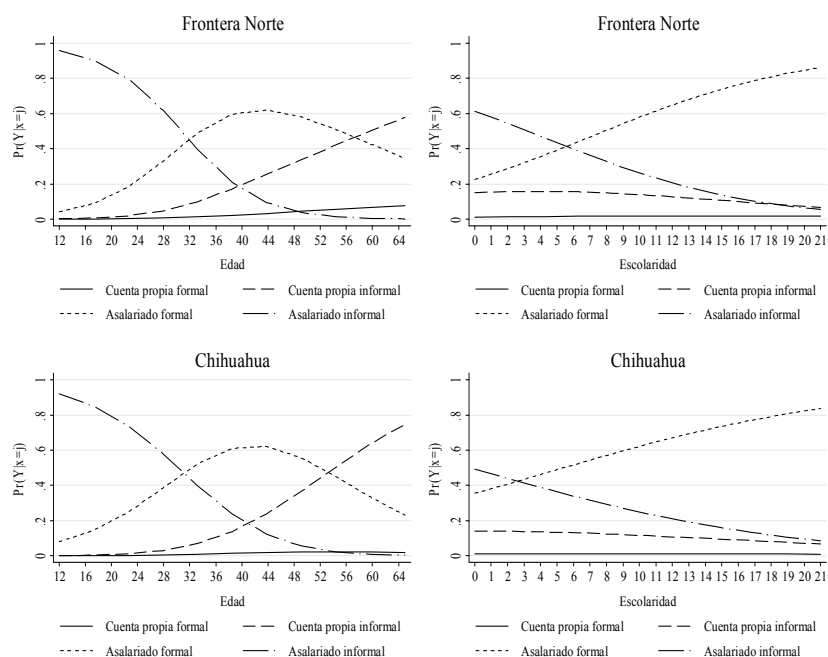 Frontera Norte
1
.8
.6
.4
.2
0
Pr(Y|x=j)
12 16 20 24 28 32 36 40 44 48 52 56 60 64
Edad
Cuenta propia formal
Cuenta propia informal
Asalariado formal
Asalariado informal
Frontera Norte
1
.8
.6
.4
.2
0
Pr(Y|x=j)
0 1 2 3 4 5 6 7 8 9 10 11 12 13 14 15 16 17 18 19 20 21
Escolaridad
Cuenta propia formal
Cuenta propia informal
Asalariado formal
Asalariado informal
Chihuahua
1
.8
.6
.4
.2
0
Pr(Y|x=j)
12 16 20 24 28 32 36 40 44 48 52 56 60 64
Edad
Cuenta propia formal
Cuenta propia informal
Asalariado formal
Asalariado informal
Chihuahua
1
.8
.6
.4
.2
0
Pr(Y|x=j)
0 1 2 3 4 5 6 7 8 9 10 11 12 13 14 15 16 17 18 19 20 21
Escolaridad
Cuenta propia formal
Cuenta propia informal
Asalariado formal
Asalariado informal